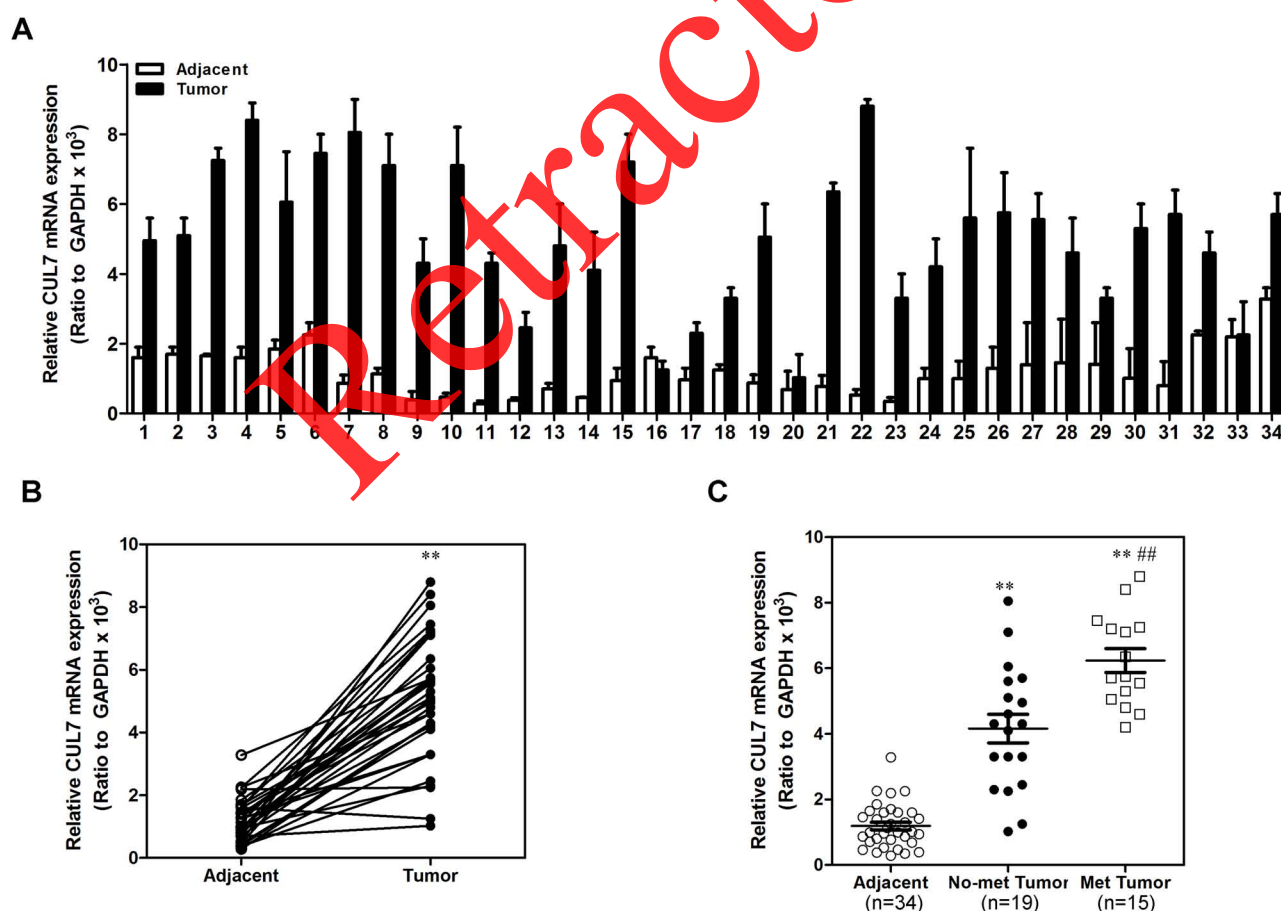 A
Relative CUL7 mRNA expression
(Ratio to GAPDH x 10³)
10
8
6
4
2
0
Adjacent
Tumor
1 2 3 4 5 6 7 8 9 10 11 12 13 14 15 16 17 18 19 20 21 22 23 24 25 26 27 28 29 30 31 32 33 34
Retract
B
Relative CUL7 mRNA expression
(Ratio to GAPDH x 10³)
10
8
6
4
2
0
**
Adjacent
Tumor
C
Relative CUL7 mRNA expression
(Ratio to GAPDH x 10³)
10
8
6
4
2
0
**
** ##
Adjacent
(n=34)
No-met Tumor
(n=19)
Met Tumor
(n=15)